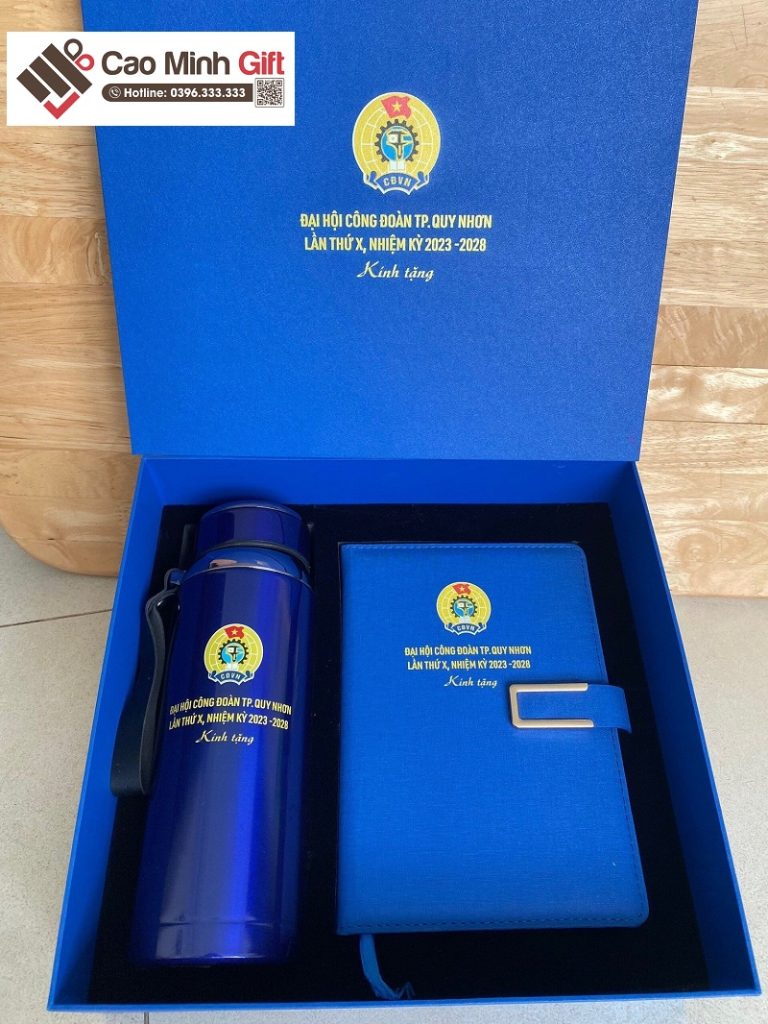 Cao Minh Gift
Hotline: 0396.333.333
CĐVN
ĐẠI HỘI CÔNG ĐOÀN TP. QUY NHƠN
LẦN THỨ X, NHIỆM KỲ 2023 -2028
Kính tặng
CĐVN
ĐẠI HỘI CÔNG ĐOÀN TP. QUY NHƠN
LẦN THỨ X, NHIỆM KỲ 2023 -2028
Kính tặng
CĐVN
ĐẠI HỘI CÔNG ĐOÀN TP. QUY NHƠN
LẦN THỨ X, NHIỆM KỲ 2023 -2028
Kính tặng